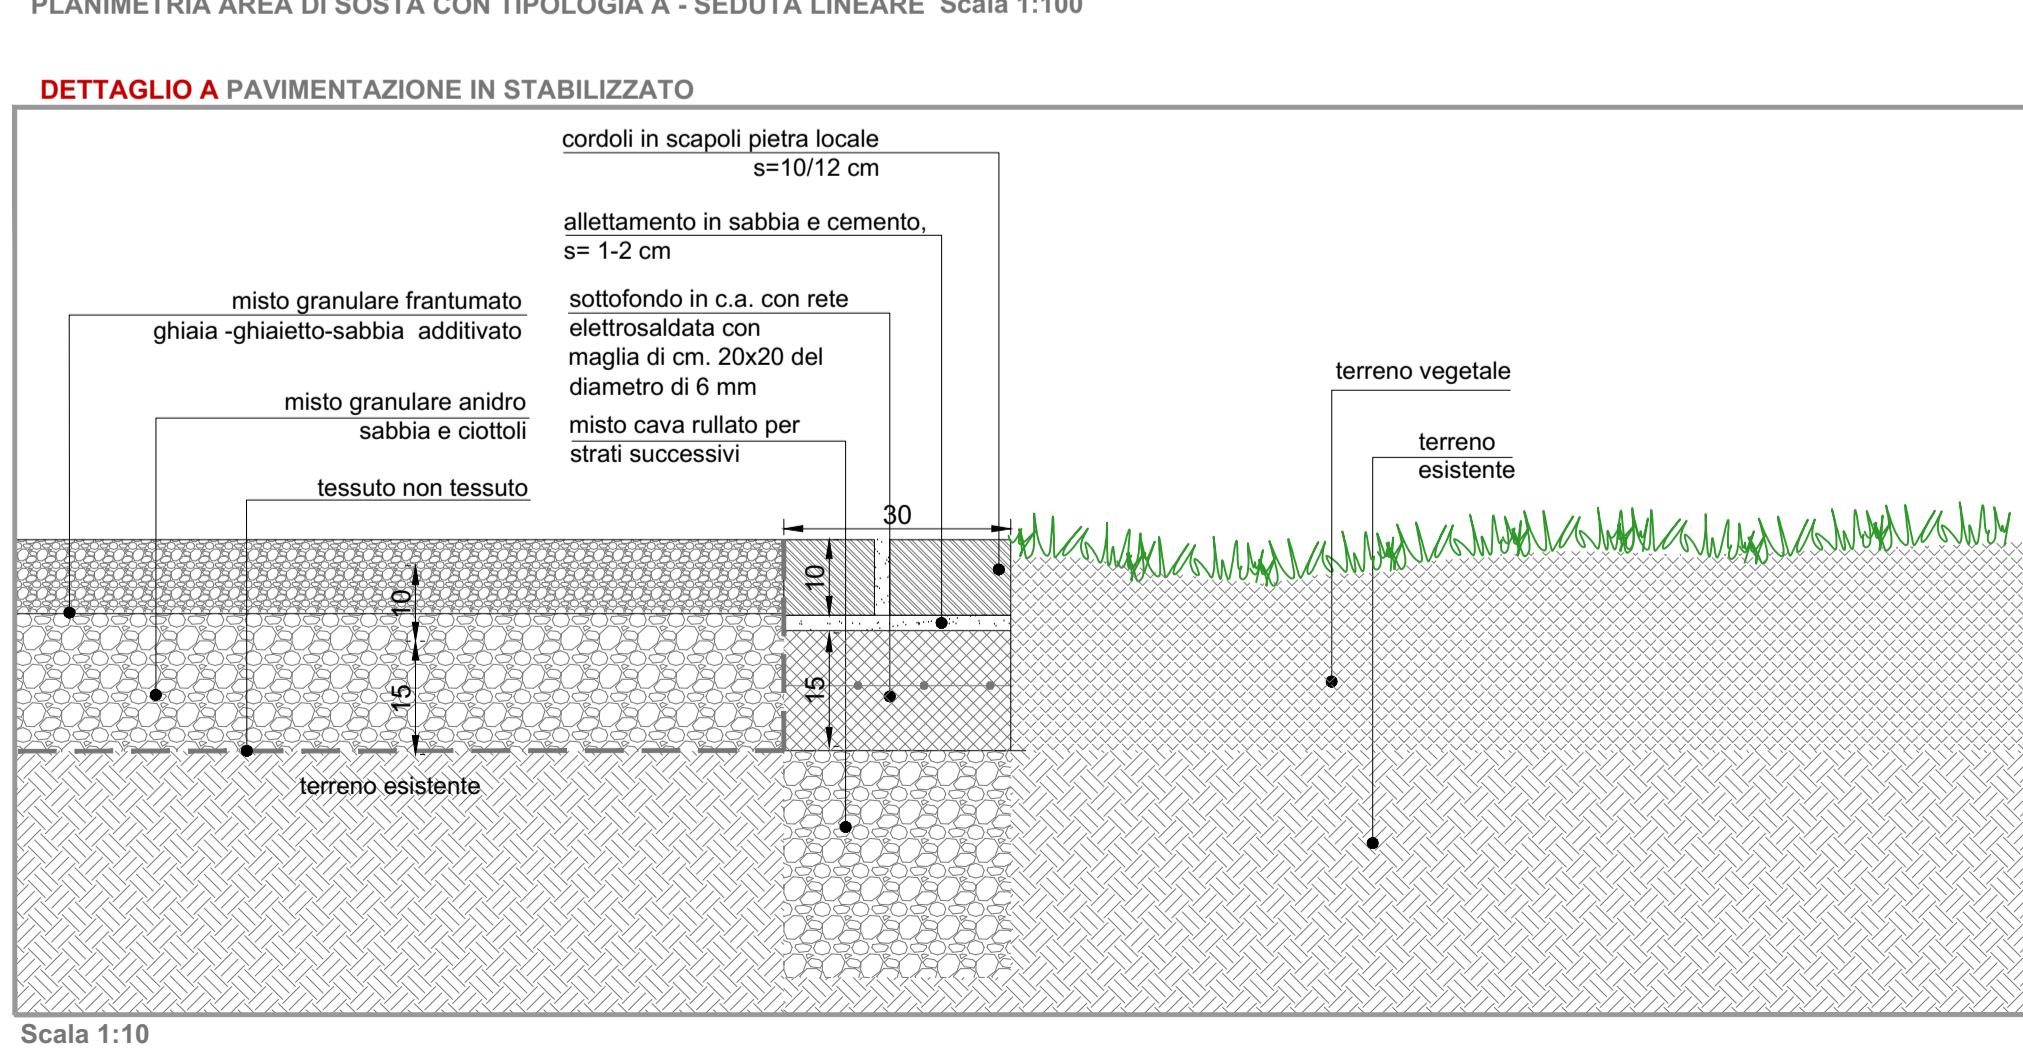 PLANIMETRIA AREA DI SOSTA CON TIPOLOGIA A - SEDUTA LINEARE Scala 1:100
DETTAGLIO A PAVIMENTAZIONE IN STABILIZZATO
cordoli in scapoli pietra locale
s=10/12 cm
allettamento in sabbia e cemento,
s= 1-2 cm
misto granulare frantumato
ghiaia -ghiaietto-sabbia additivato
sottofondo in c.a. con rete
elettrosaldata con
maglia di cm. 20x20 del
diametro di 6 mm
misto granulare anidro
sabbia e ciottoli
misto cava rullato per
strati successivi
tessuto non tessuto
terreno vegetale
terreno
esistente
30
10
10
15
15
terreno esistente
Scala 1:10